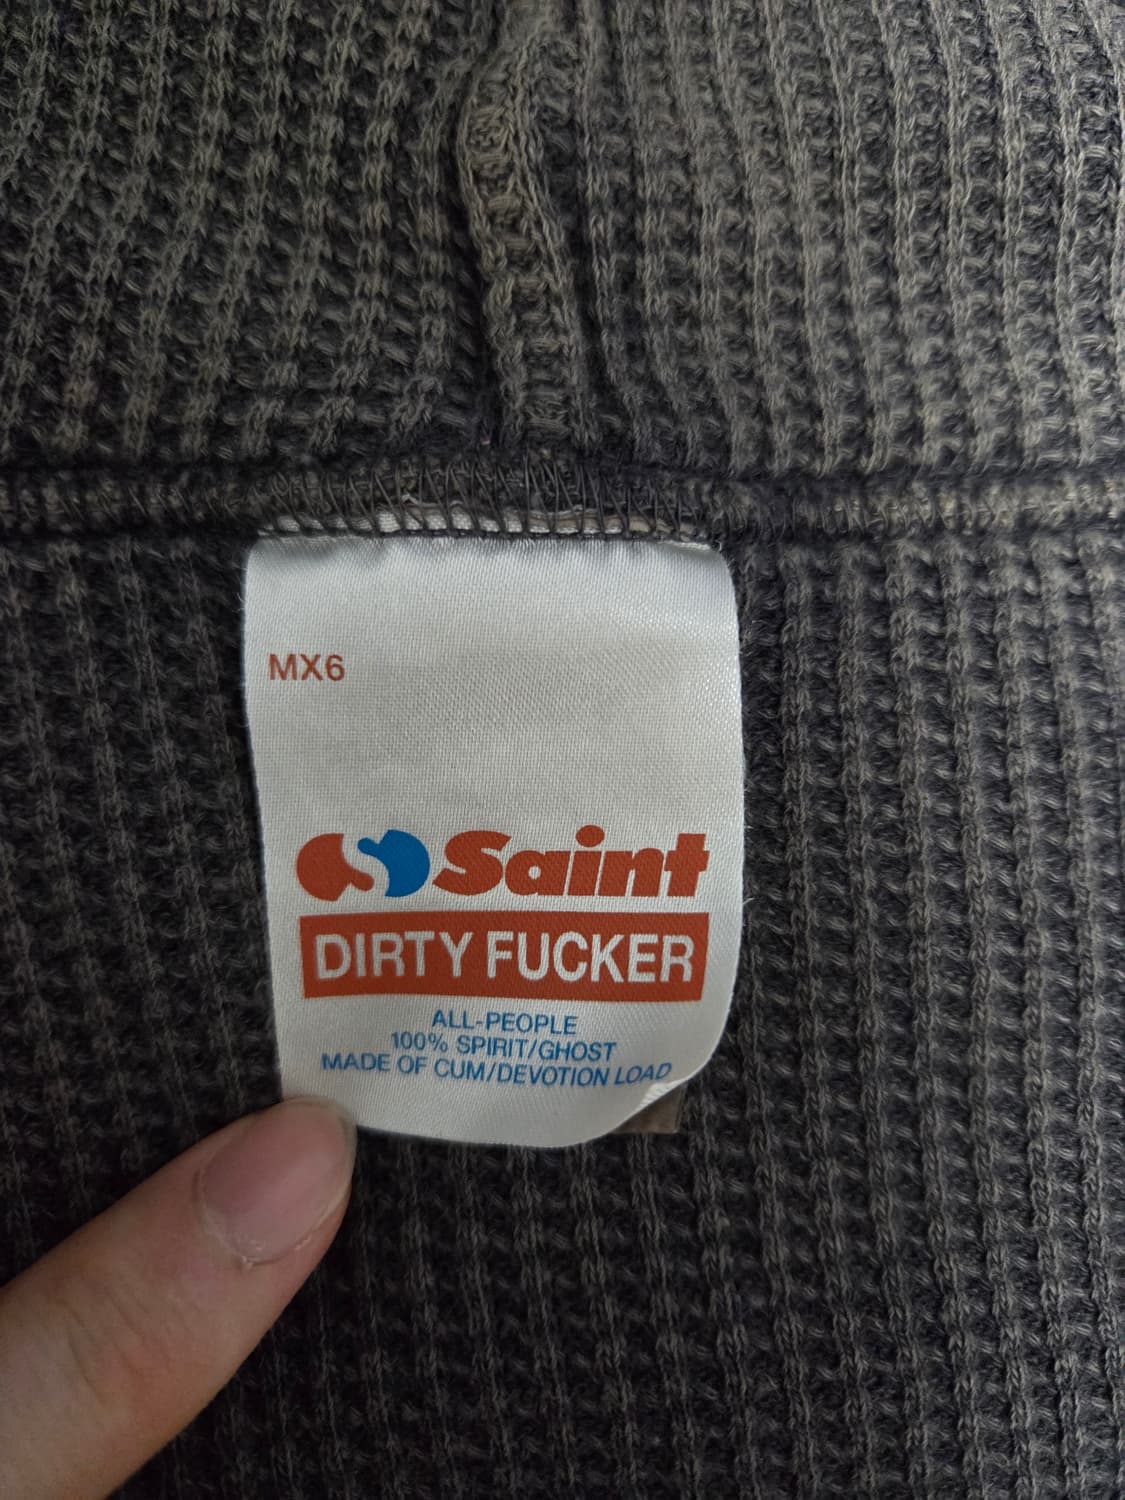 MX6
Saint
DIRTY FUCKER
ALL-PEOPLE
100% SPIRIT/GHOST
MADE OF CUM/DEVOTION LOAD